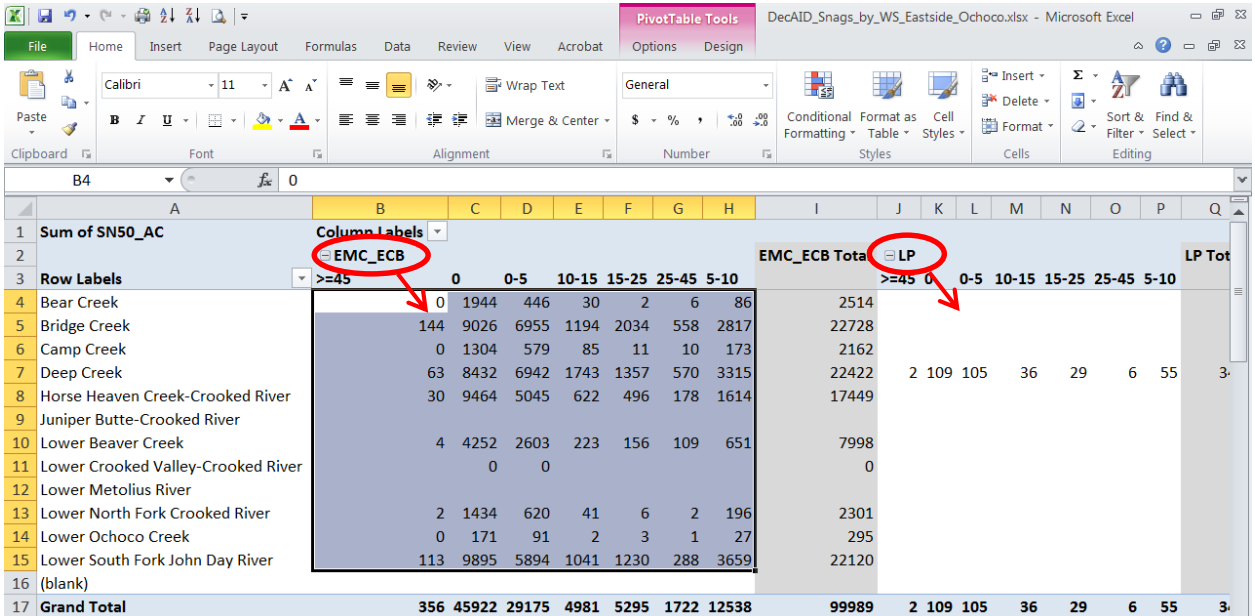 PivotTable Tools DecAID_Snags_by_WS_Eastside_Ochoco.xlsx - Microsoft Excel
File Home Insert Page Layout Formulas Data Review View Acrobat Options Design
Calibri 11 A A Wrap Text General Insert Σ
Paste B I U A Merge & Center $ % , .00 .00 Conditional Formatting Format as Table Cell Styles Delete Format Sort & Filter Find & Select
Clipboard Font Alignment Number Styles Cells Editing
B4 fx 0
A B C D E F G H I J K L M N O P Q
1 Sum of SN50_AC Column Labels
2 EMC_ECB EMC_ECB Total LP LP Tot
3 Row Labels >=45 0 0-5 10-15 15-25 25-45 5-10 >=45 0 0-5 10-15 15-25 25-45 5-10
4 Bear Creek 0 1944 446 30 2 6 86 2514
5 Bridge Creek 144 9026 6955 1194 2034 558 2817 22728
6 Camp Creek 0 1304 579 85 11 10 173 2162
7 Deep Creek 63 8432 6942 1743 1357 570 3315 22422 2 109 105 36 29 6 55
8 Horse Heaven Creek-Crooked River 30 9464 5045 622 496 178 1614 17449
9 Juniper Butte-Crooked River
10 Lower Beaver Creek 4 4252 2603 223 156 109 651 7998
11 Lower Crooked Valley-Crooked River 0 0 0
12 Lower Metolius River
13 Lower North Fork Crooked River 2 1434 620 41 6 2 196 2301
14 Lower Ochoco Creek 0 171 91 2 3 1 27 295
15 Lower South Fork John Day River 113 9895 5894 1041 1230 288 3659 22120
16 (blank)
17 Grand Total 356 45922 29175 4981 5295 1722 12538 99989 2 109 105 36 29 6 55